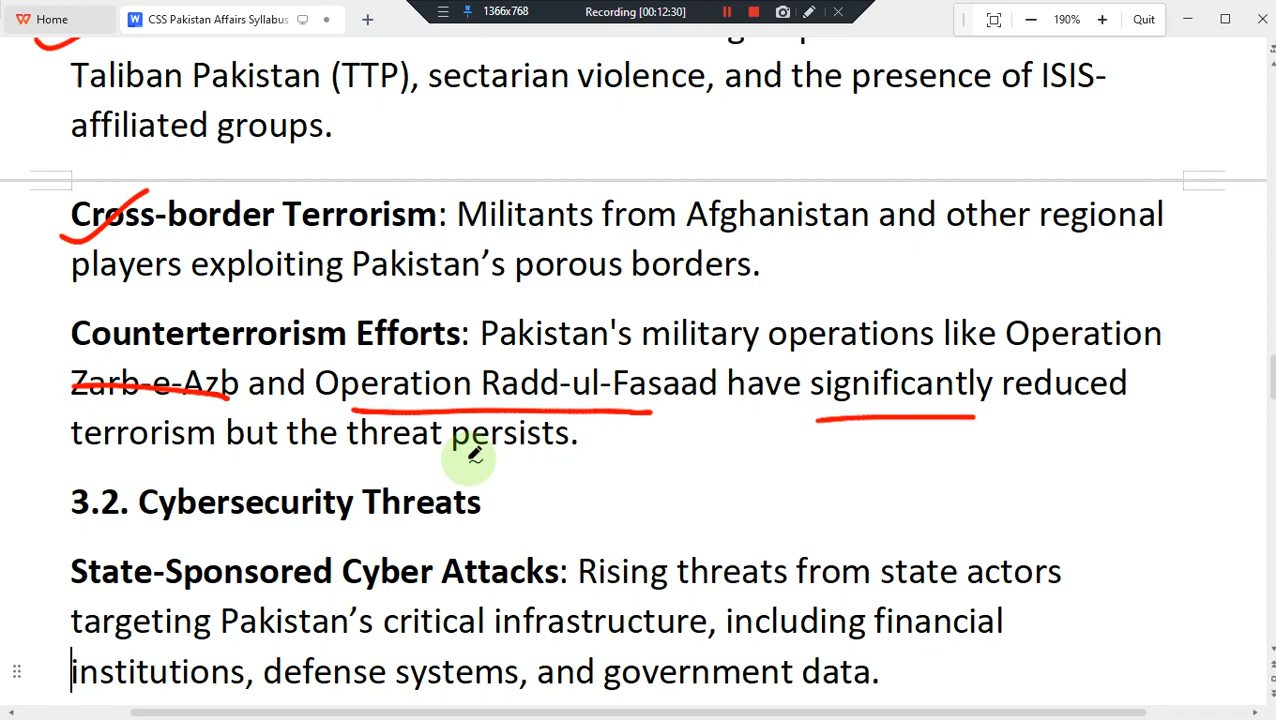 Home
CSS Pakistan Affairs Syllabus
1366x768
Recording [00:12:30]
190%
Quit
Taliban Pakistan (TTP), sectarian violence, and the presence of ISIS-
affiliated groups.
Cross-border Terrorism: Militants from Afghanistan and other regional
players exploiting Pakistan’s porous borders.
Counterterrorism Efforts: Pakistan's military operations like Operation
Zarb-e-Azb and Operation Radd-ul-Fasaad have significantly reduced
terrorism but the threat persists.
3.2. Cybersecurity Threats
State-Sponsored Cyber Attacks: Rising threats from state actors
targeting Pakistan’s critical infrastructure, including financial
institutions, defense systems, and government data.